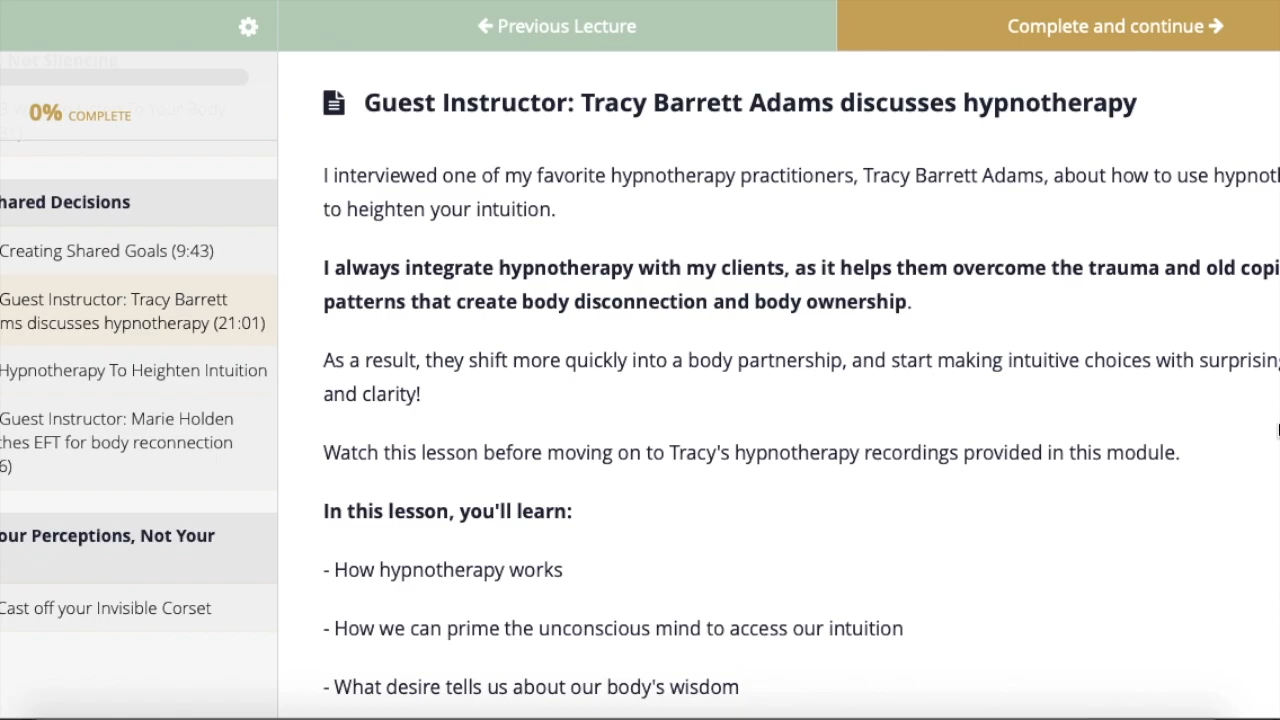 Previous Lecture
Complete and continue
Not Silencing
To Your Body
0% COMPLETE
hared Decisions
Creating Shared Goals (9:43)
Guest Instructor: Tracy Barrett
ms discusses hypnotherapy (21:01)
Hypnotherapy To Heighten Intuition
Guest Instructor: Marie Holden
hes EFT for body reconnection
6)
our Perceptions, Not Your
Cast off your Invisible Corset
Guest Instructor: Tracy Barrett Adams discusses hypnotherapy
I interviewed one of my favorite hypnotherapy practitioners, Tracy Barrett Adams, about how to use hypnot
to heighten your intuition.
I always integrate hypnotherapy with my clients, as it helps them overcome the trauma and old copi
patterns that create body disconnection and body ownership.
As a result, they shift more quickly into a body partnership, and start making intuitive choices with surprising
and clarity!
Watch this lesson before moving on to Tracy's hypnotherapy recordings provided in this module.
In this lesson, you'll learn:
- How hypnotherapy works
- How we can prime the unconscious mind to access our intuition
- What desire tells us about our body's wisdom